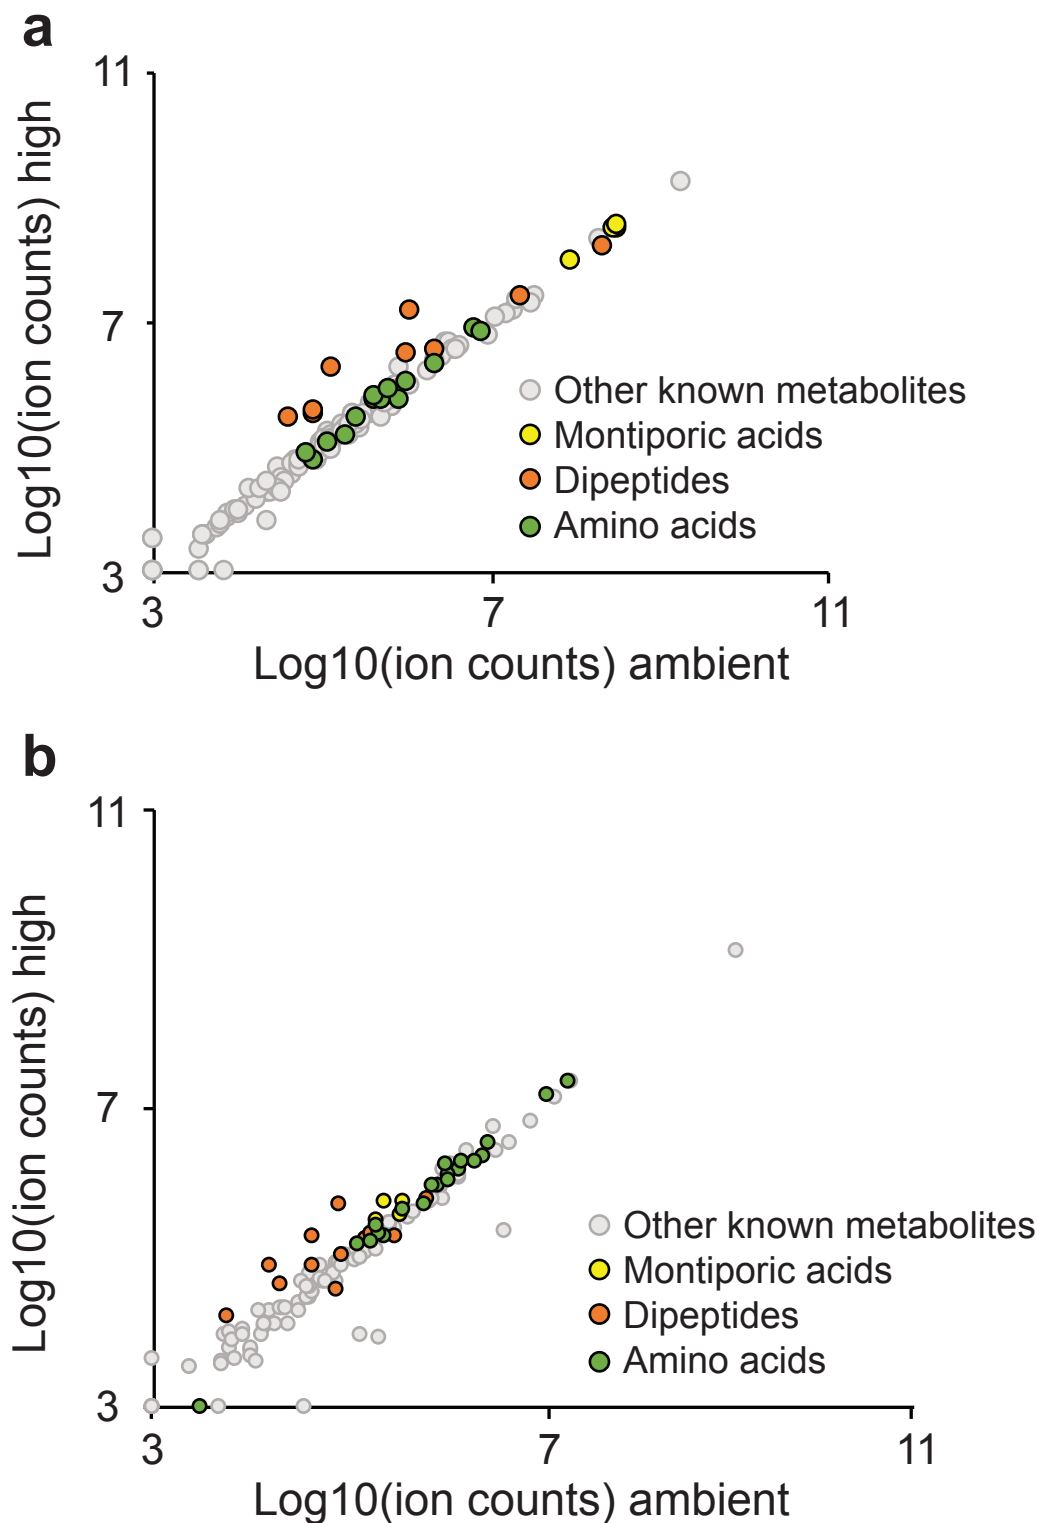 a
11
Log10(ion counts) high
7
Other known metabolites
Montiporic acids
Dipeptides
Amino acids
3
3 7 11
Log10(ion counts) ambient
b
11
Log10(ion counts) high
7
Other known metabolites
Montiporic acids
Dipeptides
Amino acids
3
3 7 11
Log10(ion counts) ambient